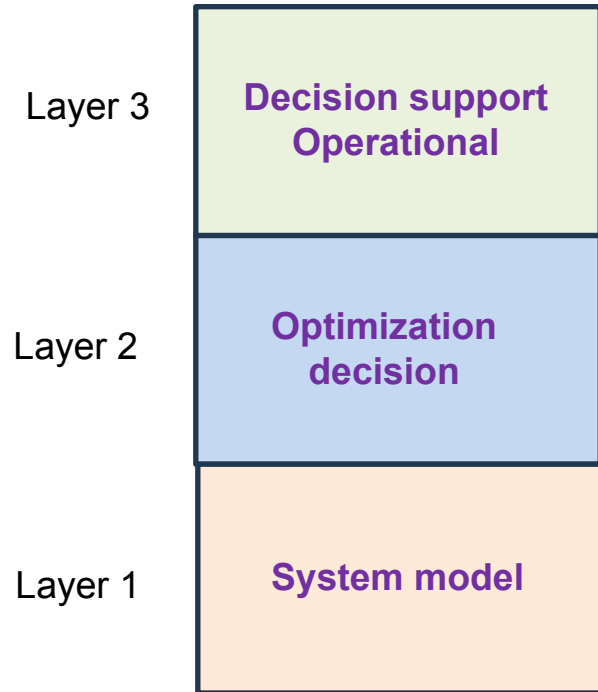 Layer 3
Decision support
Operational
Layer 2
Optimization
decision
Layer 1
System model